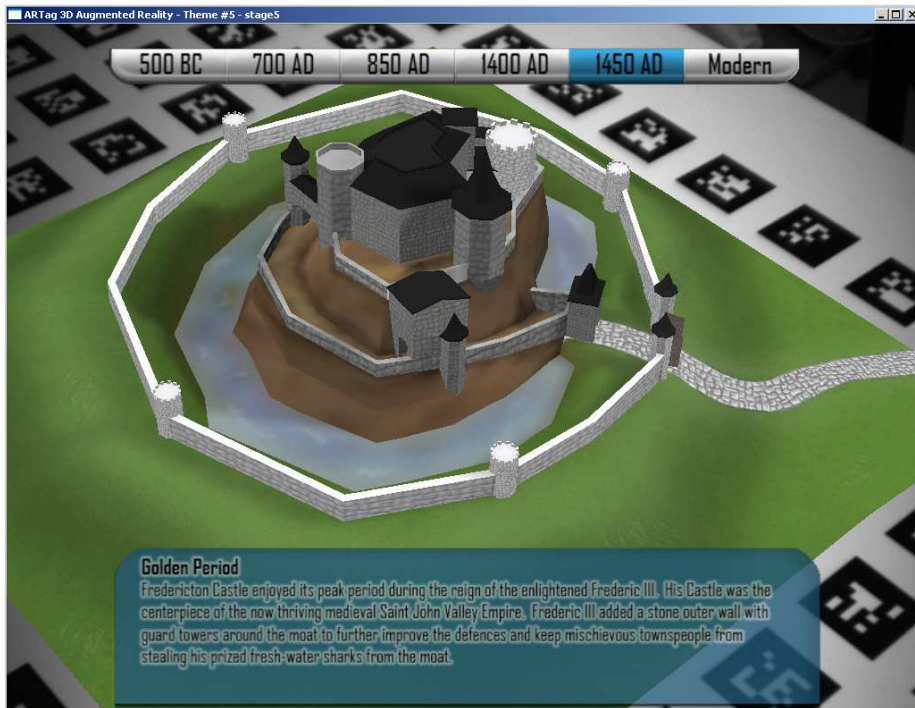 ARTag 3D Augmented Reality - Theme #5 - stage5
500 BC 700 AD 850 AD 1400 AD 1450 AD Modern
Golden Period
Fredericton Castle enjoyed its peak period during the reign of the enlightened Frederic III. His Castle was the
centerpiece of the now thriving medieval Saint John Valley Empire. Frederic III added a stone outer wall with
guard towers around the moat to further improve the defences and keep mischievous townspeople from
stealing his prized fresh-water sharks from the moat.